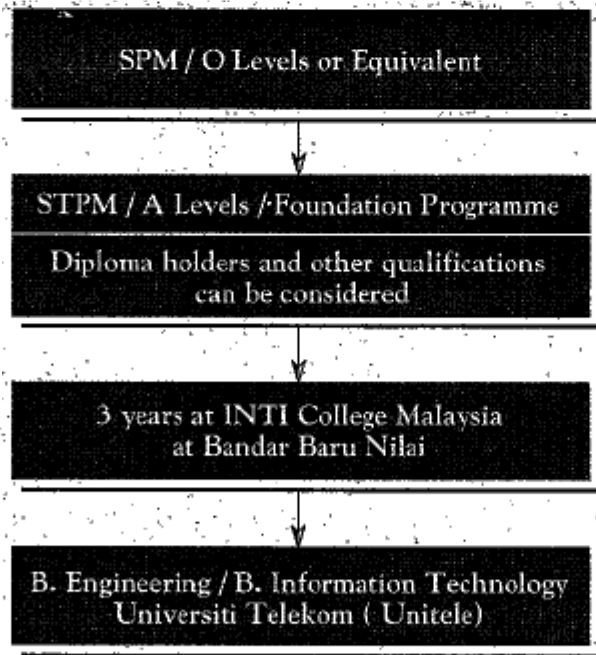 SPM / O Levels or Equivalent
STPM / A Levels / Foundation Programme
Diploma holders and other qualifications
can be considered
3 years at INTI College Malaysia
at Bandar Baru Nilai
B. Engineering / B. Information Technology
Universiti Telekom ( Unitele)